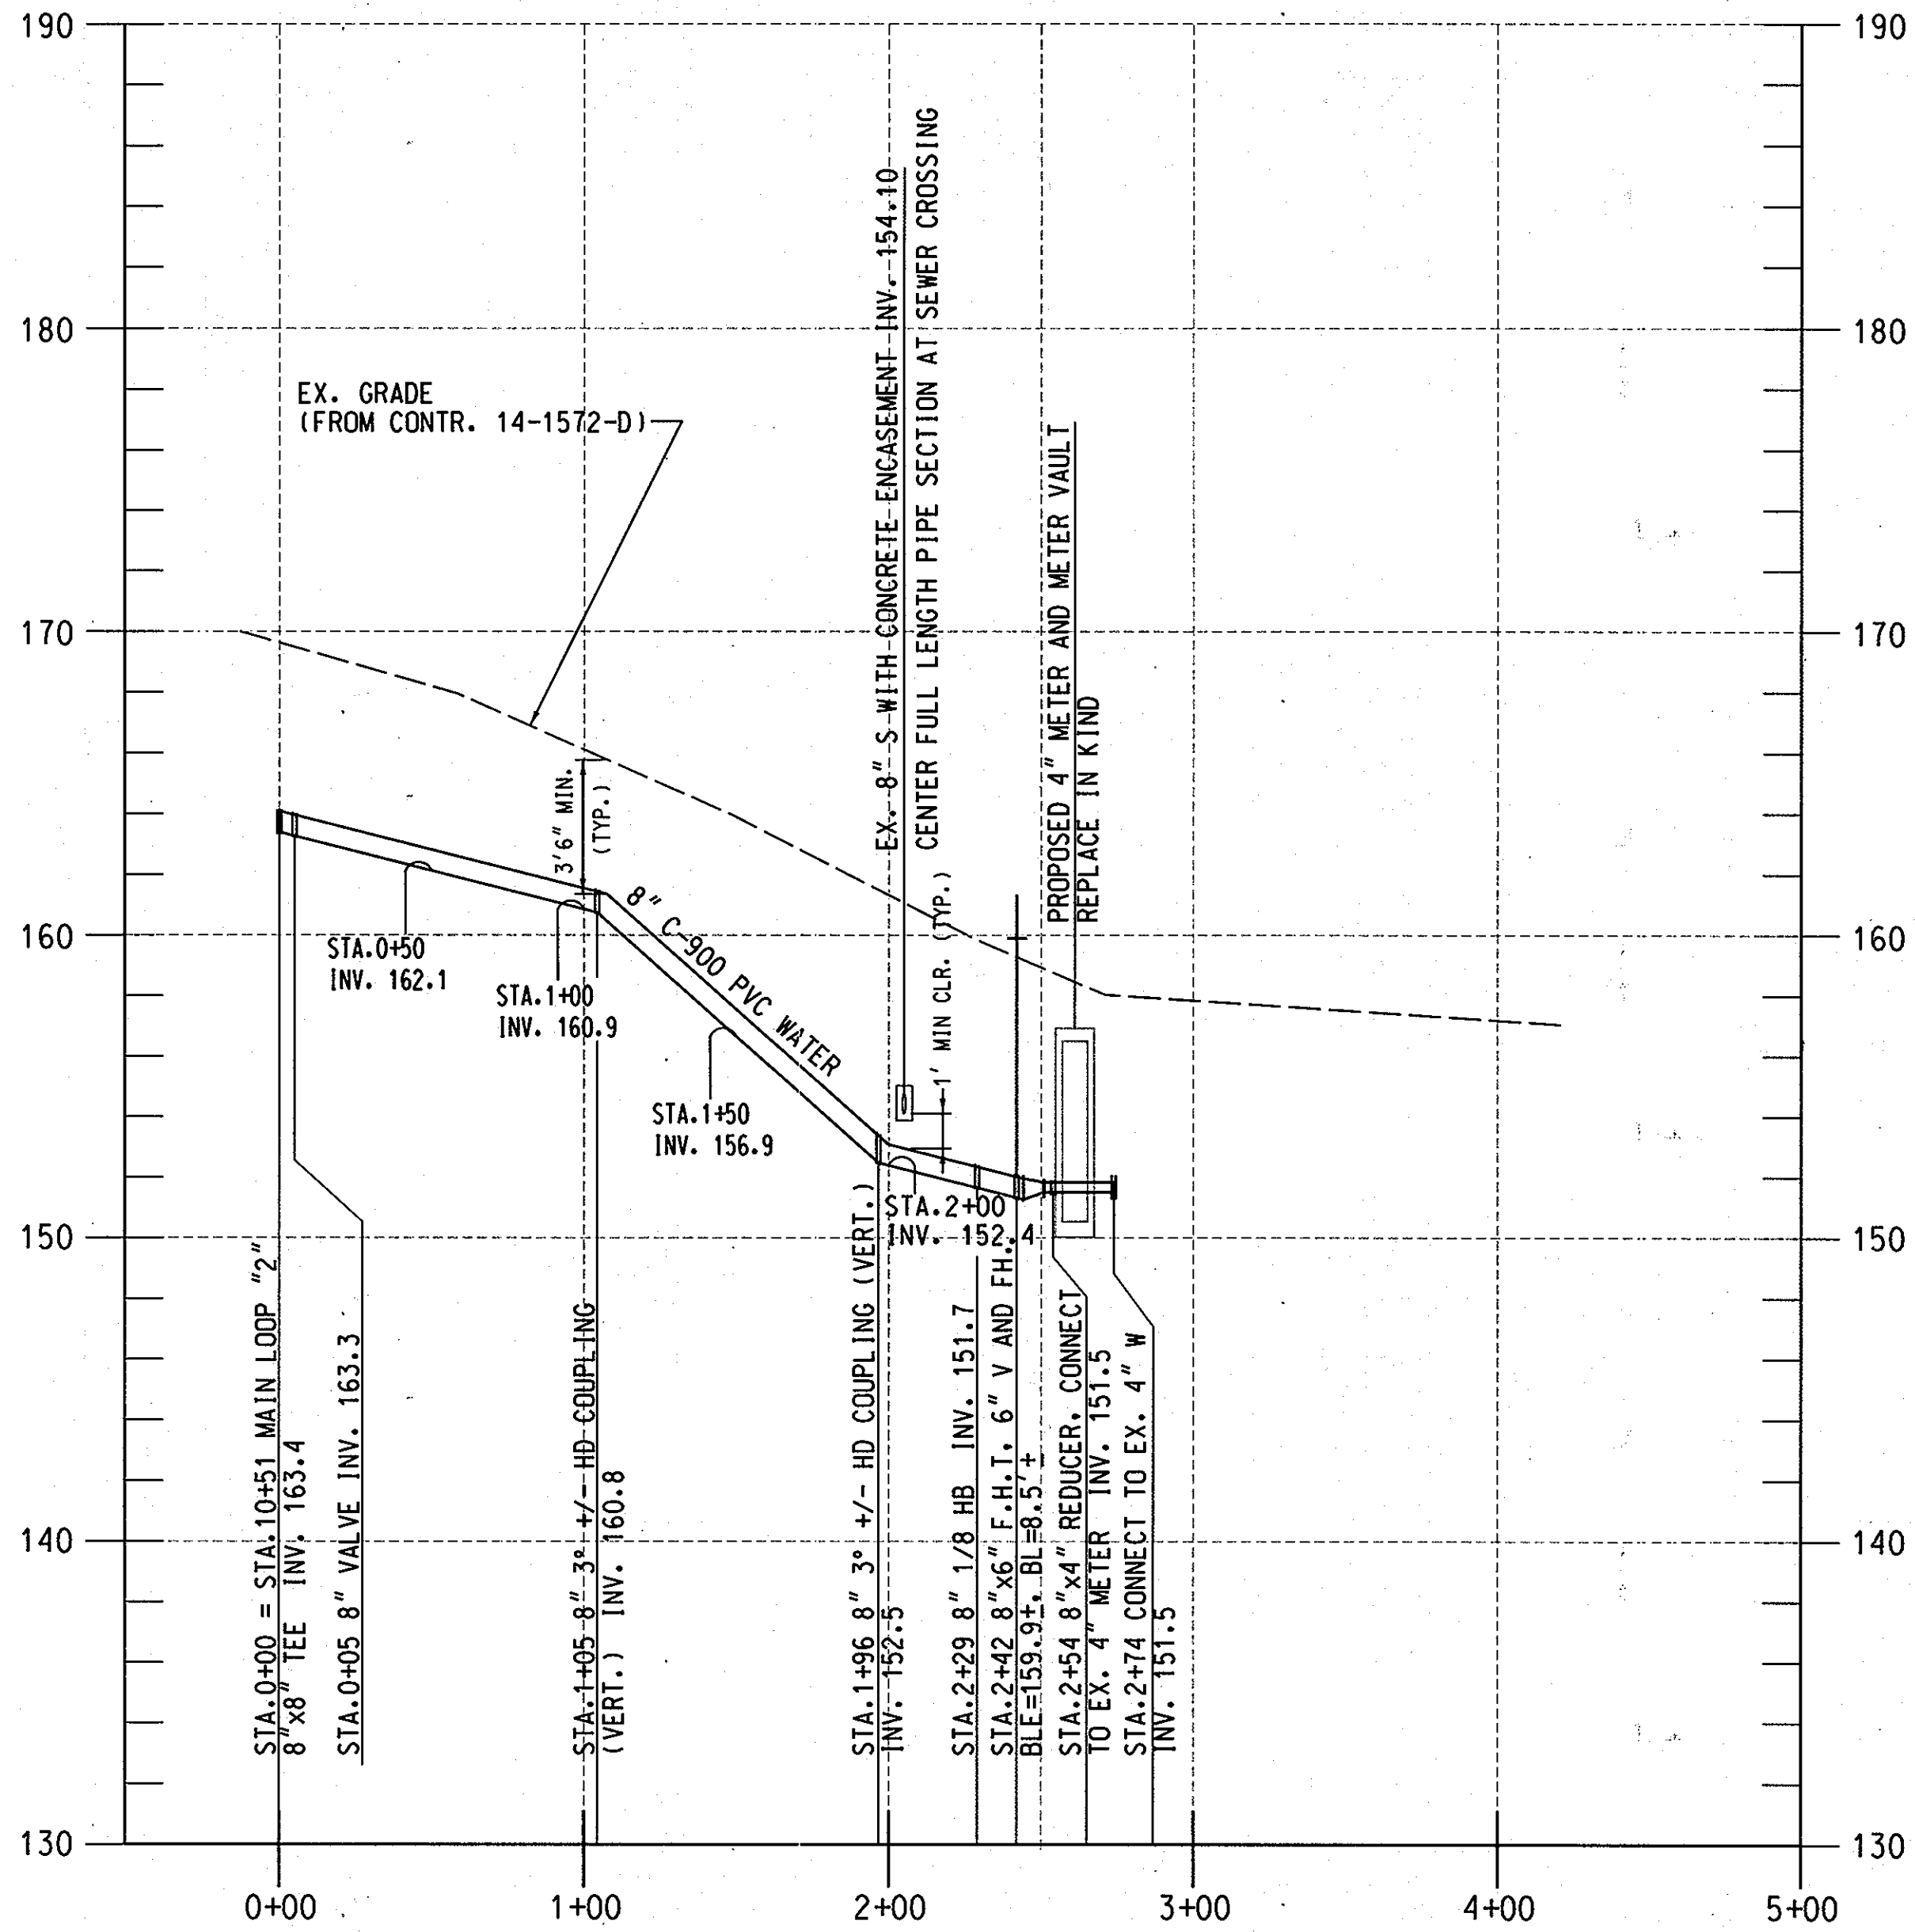 190
190
180
180
170
170
160
160
150
150
140
140
130
130
EX. GRADE
(FROM CONTR. 14-1572-D)
EX. 8" S WITH CONCRETE ENCASEMENT INV. 154.10
CENTER FULL LENGTH PIPE SECTION AT SEWER CROSSING
PROPOSED 4" METER AND METER VAULT
REPLACE IN KIND
3'6" MIN.
(TYP.)
8" C-900 PVC WATER
1' MIN CLR. (TYP.)
STA.0+50
INV. 162.1
STA.1+00
INV. 160.9
STA.1+50
INV. 156.9
STA.2+00
INV. 152.4
STA.0+00 = STA.10+51 MAIN LOOP "2"
8"x8" TEE INV. 163.4
STA.0+05 8" VALVE INV. 163.3
STA.1+05 8" 3° +/- HD COUPLING
(VERT.) INV. 160.8
STA.1+96 8" 3° +/- HD COUPLING (VERT.)
INV. 152.5
STA.2+29 8" 1/8 HB INV. 151.7
STA.2+42 8"x6" F.H.T, 6" V AND FH.
BLE=159.9±, BL=8.5'±
STA.2+54 8"x4" REDUCER, CONNECT
TO EX. 4" METER INV. 151.5
STA.2+74 CONNECT TO EX. 4" W
INV. 151.5
0+00
1+00
2+00
3+00
4+00
5+00